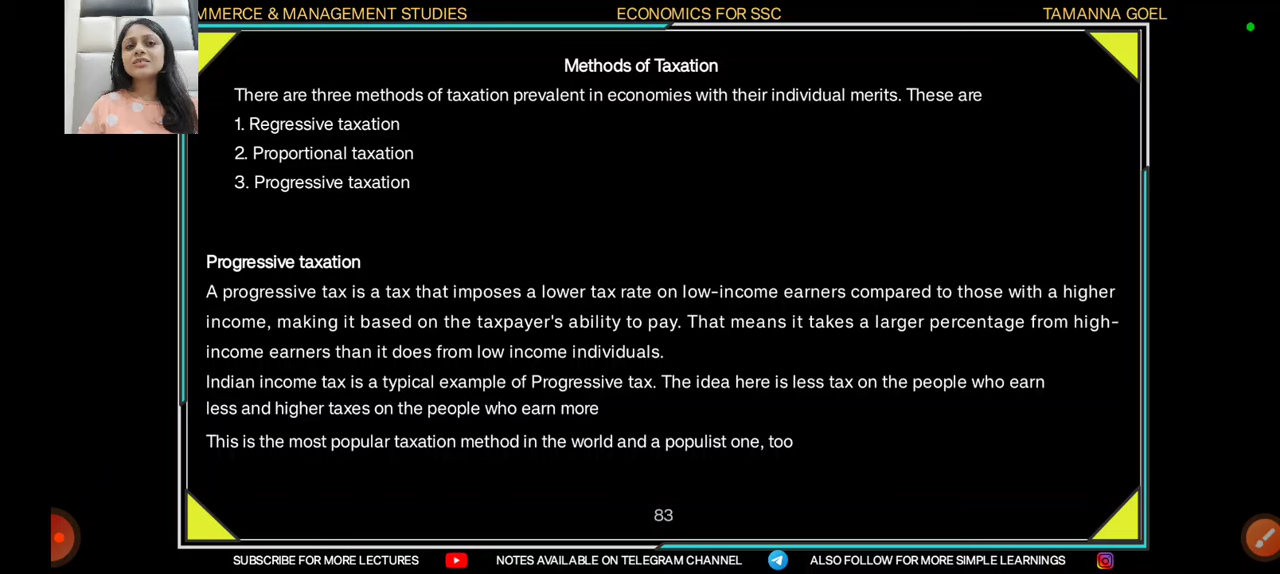 MMERCE & MANAGEMENT STUDIES ECONOMICS FOR SSC TAMANNA GOEL
Methods of Taxation
There are three methods of taxation prevalent in economies with their individual merits. These are
1. Regressive taxation
2. Proportional taxation
3. Progressive taxation
Progressive taxation
A progressive tax is a tax that imposes a lower tax rate on low-income earners compared to those with a higher
income, making it based on the taxpayer's ability to pay. That means it takes a larger percentage from high-
income earners than it does from low income individuals.
Indian income tax is a typical example of Progressive tax. The idea here is less tax on the people who earn
less and higher taxes on the people who earn more
This is the most popular taxation method in the world and a populist one, too
83
SUBSCRIBE FOR MORE LECTURES NOTES AVAILABLE ON TELEGRAM CHANNEL ALSO FOLLOW FOR MORE SIMPLE LEARNINGS